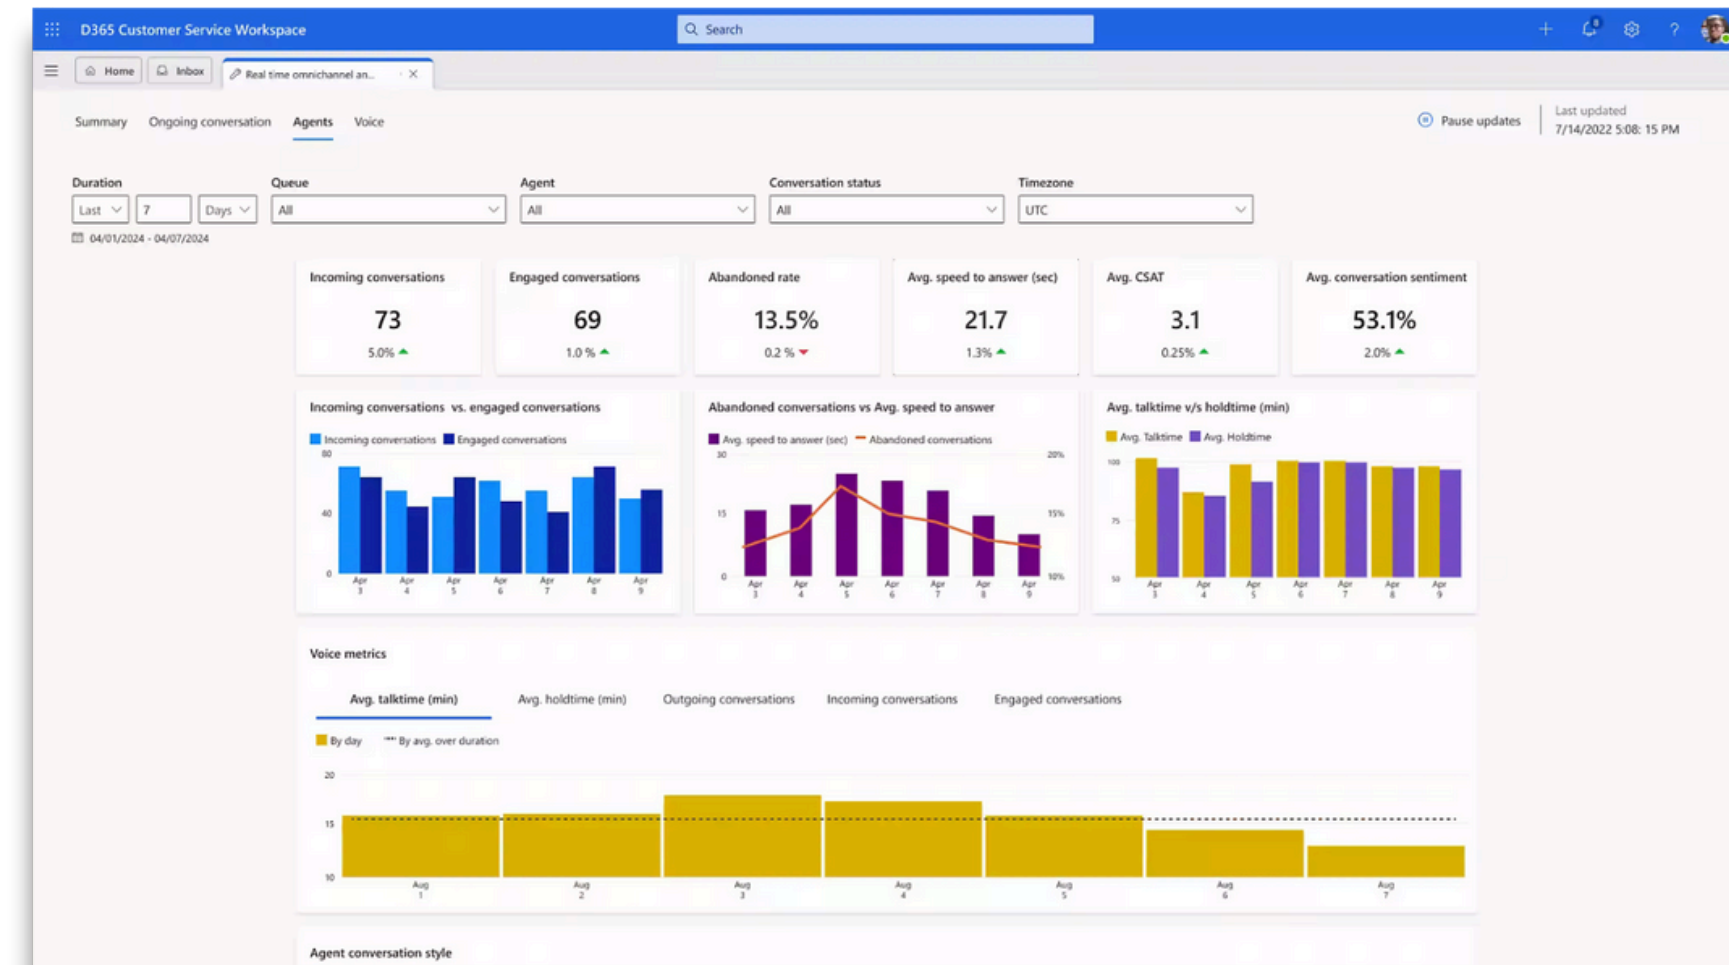 D365 Customer Service Workspace
Search
8
?
Home
Inbox
Real time omnichannel an...
Summary
Ongoing conversation
Agents
Voice
Pause updates
Last updated
7/14/2022 5:08: 15 PM
Duration
Queue
Agent
Conversation status
Timezone
Last
7
Days
All
All
All
UTC
04/01/2024 - 04/07/2024
Incoming conversations
73
5.0%
Engaged conversations
69
1.0 %
Abandoned rate
13.5%
0.2 %
Avg. speed to answer (sec)
21.7
1.3%
Avg. CSAT
3.1
0.25%
Avg. conversation sentiment
53.1%
2.0%
Incoming conversations vs. engaged conversations
Incoming conversations Engaged conversations
80
40
0
Apr Apr Apr Apr Apr Apr Apr
3 4 5 6 7 8 9
Abandoned conversations vs Avg. speed to answer
Avg. speed to answer (sec) Abandoned conversations
30 20%
15 15%
0 10%
Apr Apr Apr Apr Apr Apr Apr
3 4 5 6 7 8 9
Avg. talktime v/s holdtime (min)
Avg. Talktime Avg. Holdtime
100
75
50
Apr Apr Apr Apr Apr Apr Apr
3 4 5 6 7 8 9
Voice metrics
Avg. talktime (min)
Avg. holdtime (min)
Outgoing conversations
Incoming conversations
Engaged conversations
By day By avg. over duration
20
15
10
Aug Aug Aug Aug Aug Aug Aug
1 2 3 4 5 6 7
Agent conversation style